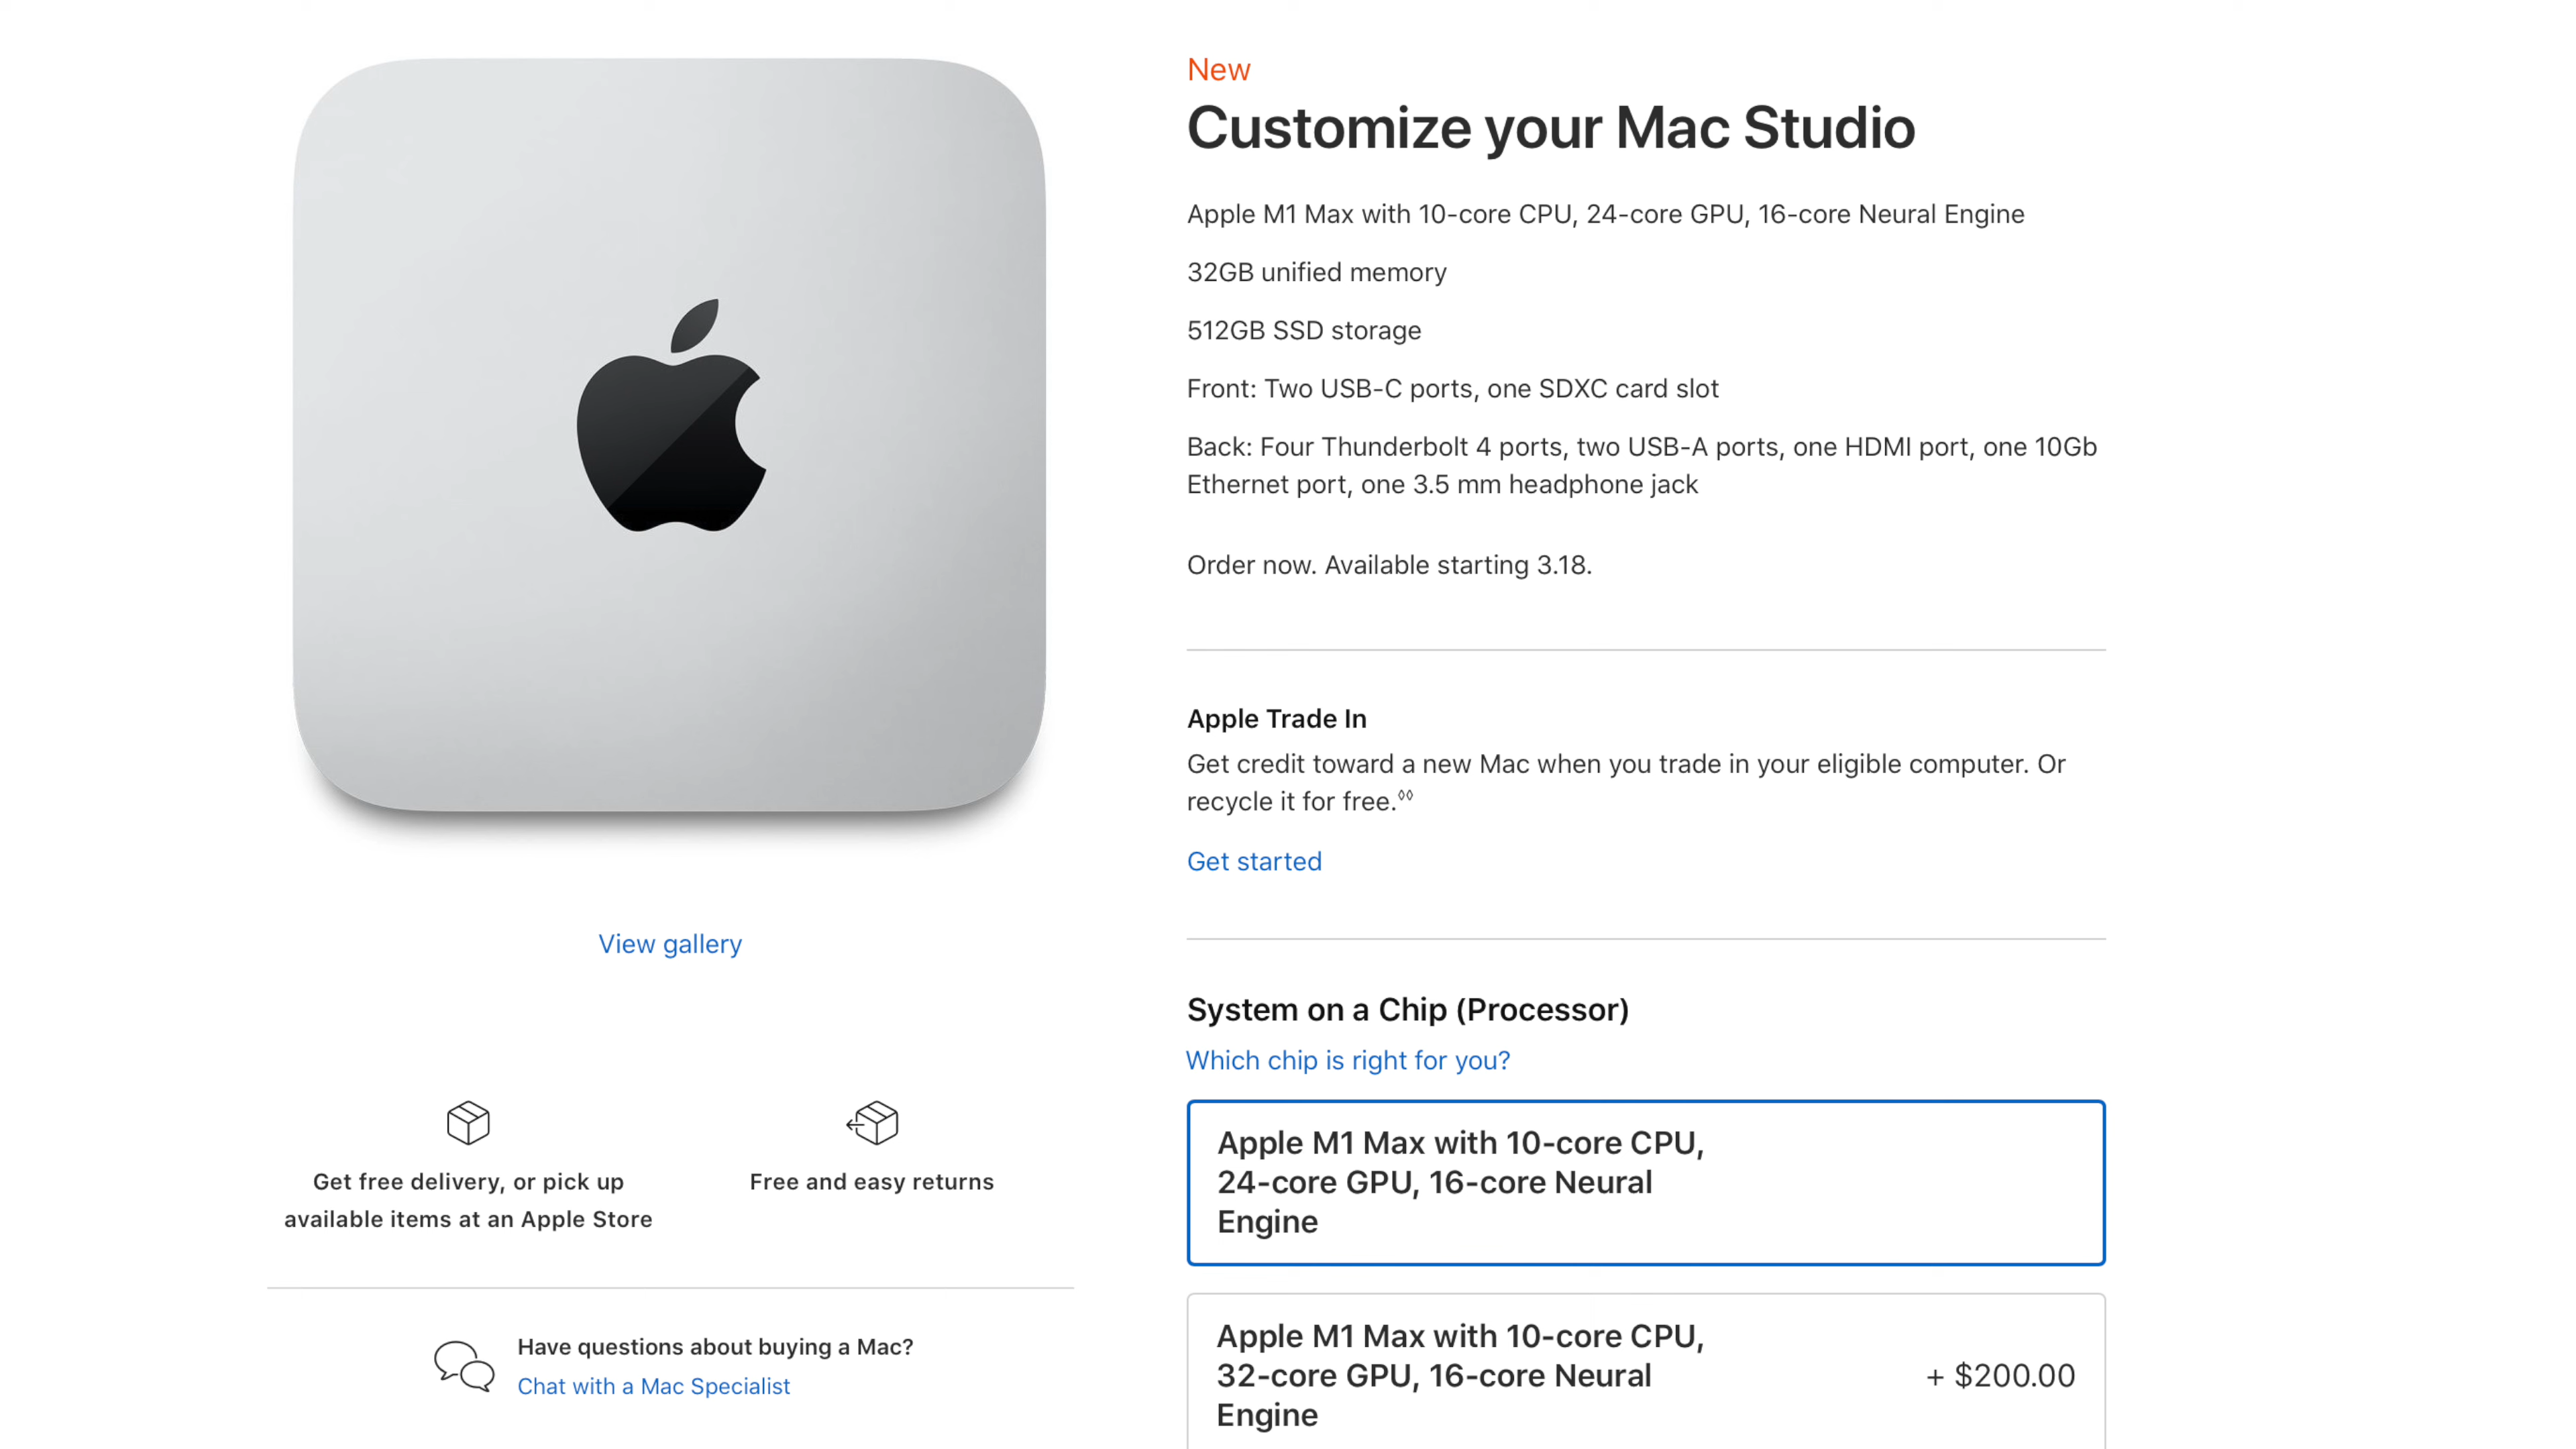 New
Customize your Mac Studio
Apple M1 Max with 10-core CPU, 24-core GPU, 16-core Neural Engine
32GB unified memory
512GB SSD storage
Front: Two USB-C ports, one SDXC card slot
Back: Four Thunderbolt 4 ports, two USB-A ports, one HDMI port, one 10Gb
Ethernet port, one 3.5 mm headphone jack
Order now. Available starting 3.18.
Apple Trade In
Get credit toward a new Mac when you trade in your eligible computer. Or
recycle it for free.◊◊
Get started
View gallery
Get free delivery, or pick up
available items at an Apple Store
Free and easy returns
Have questions about buying a Mac?
Chat with a Mac Specialist
System on a Chip (Processor)
Which chip is right for you?
Apple M1 Max with 10-core CPU,
24-core GPU, 16-core Neural
Engine
Apple M1 Max with 10-core CPU,
32-core GPU, 16-core Neural
Engine
+ $200.00